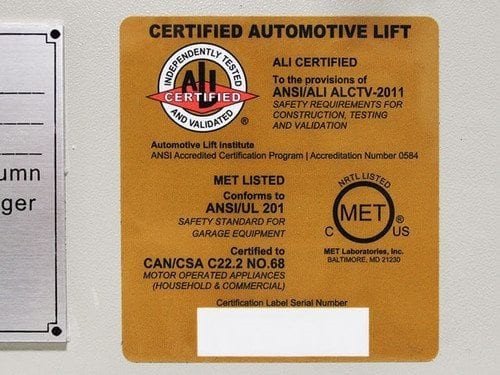 CERTIFIED AUTOMOTIVE LIFT
INDEPENDENTLY TESTED
ALI
CERTIFIED
AND VALIDATED
®
ALI CERTIFIED
To the provisions of
ANSI/ALI ALCTV-2011
SAFETY REQUIREMENTS FOR
CONSTRUCTION, TESTING
AND VALIDATION
Automotive Lift Institute
ANSI Accredited Certification Program | Accreditation Number 0584
MET LISTED
Conforms to
ANSI/UL 201
SAFETY STANDARD FOR
GARAGE EQUIPMENT
Certified to
CAN/CSA C22.2 NO.68
MOTOR OPERATED APPLIANCES
(HOUSEHOLD & COMMERCIAL)
NRTL LISTED
MET
®
C US
MET Laboratories, Inc.
BALTIMORE, MD 21230
Certification Label Serial Number
umn
ger